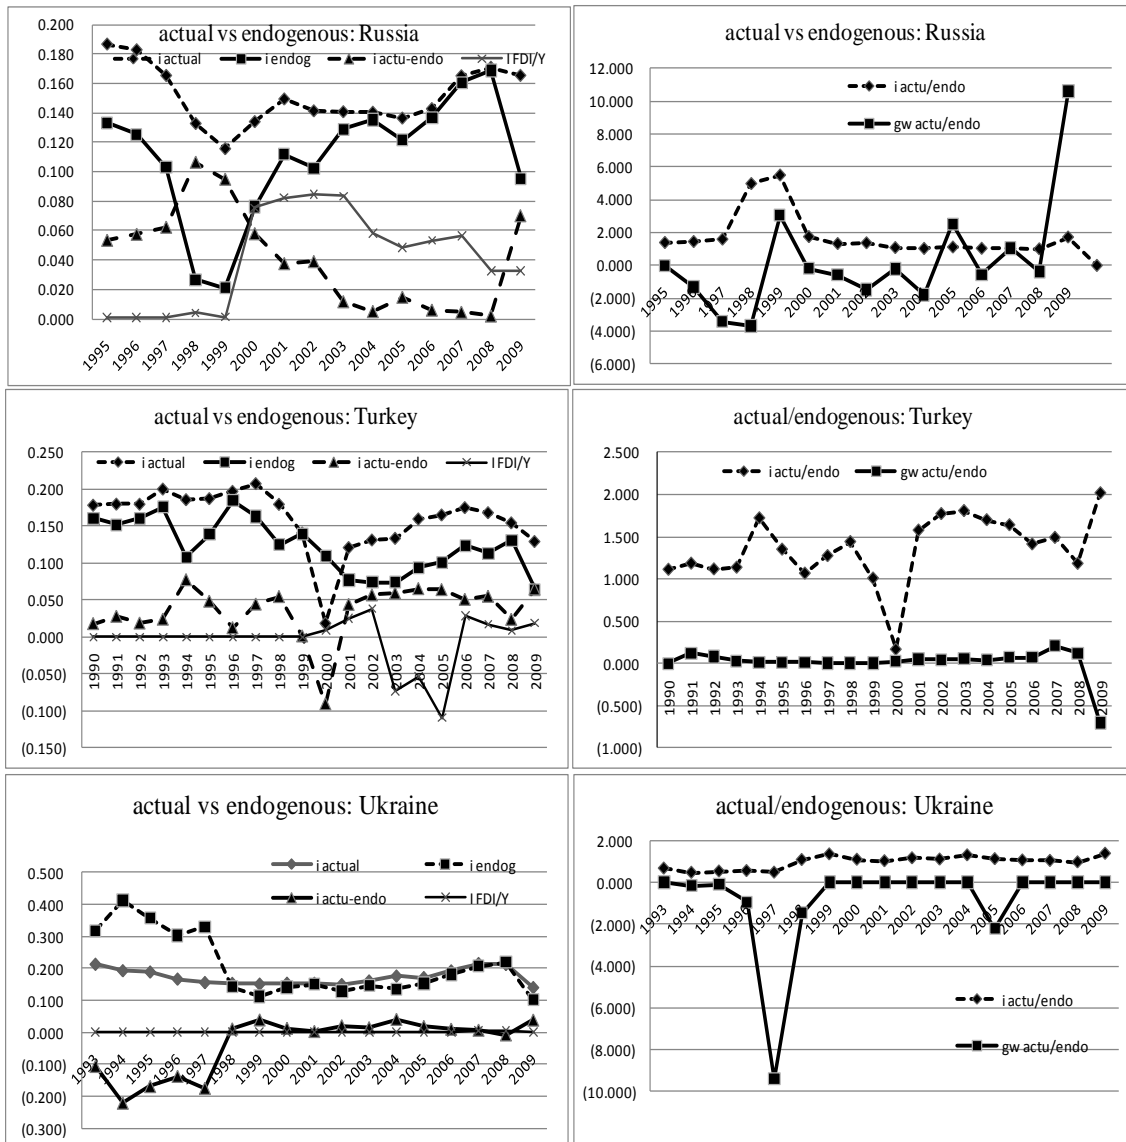 actual vs endogenous: Russia
i actual i endog i actu-endo I FDI/Y
0.200
0.180
0.160
0.140
0.120
0.100
0.080
0.060
0.040
0.020
0.000
1995 1996 1997 1998 1999 2000 2001 2002 2003 2004 2005 2006 2007 2008 2009
actual vs endogenous: Russia
i actu/endo
gw actu/endo
12.000
10.000
8.000
6.000
4.000
2.000
0.000
(2.000)
(4.000)
(6.000)
1995 1996 1997 1998 1999 2000 2001 2002 2003 2004 2005 2006 2007 2008 2009
actual vs endogenous: Turkey
i actual i endog i actu-endo I FDI/Y
0.250
0.200
0.150
0.100
0.050
0.000
(0.050)
(0.100)
(0.150)
1990 1991 1992 1993 1994 1995 1996 1997 1998 1999 2000 2001 2002 2003 2004 2005 2006 2007 2008 2009
actual/endogenous: Turkey
i actu/endo gw actu/endo
2.500
2.000
1.500
1.000
0.500
0.000
(0.500)
(1.000)
1990 1991 1992 1993 1994 1995 1996 1997 1998 1999 2000 2001 2002 2003 2004 2005 2006 2007 2008 2009
actual vs endogenous: Ukraine
i actual i endog
i actu-endo I FDI/Y
0.500
0.400
0.300
0.200
0.100
0.000
(0.100)
(0.200)
(0.300)
1993 1994 1995 1996 1997 1998 1999 2000 2001 2002 2003 2004 2005 2006 2007 2008 2009
actual/endogenous: Ukraine
2.000
0.000
(2.000)
(4.000)
(6.000)
(8.000)
(10.000)
1993 1994 1995 1996 1997 1998 1999 2000 2001 2002 2003 2004 2005 2006 2007 2008 2009
i actu/endo
gw actu/endo